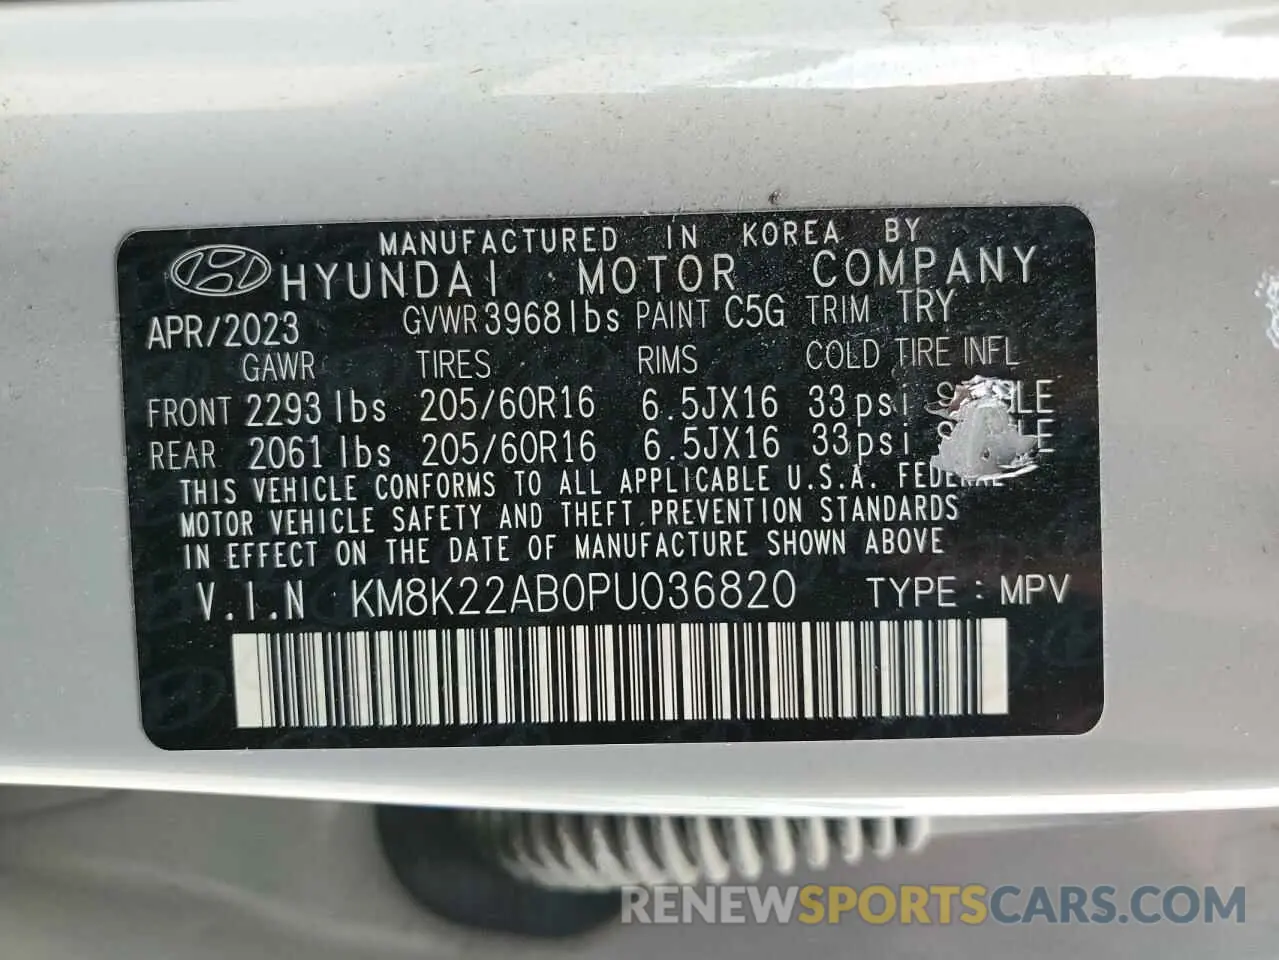 MANUFACTURED IN KOREA BY
HYUNDAI MOTOR COMPANY
APR/2023 GVWR 3968 lbs PAINT C5G TRIM TRY
GAWR TIRES RIMS COLD TIRE INFL
FRONT 2293 lbs 205/60R16 6.5JX16 33psi
REAR 2061 lbs 205/60R16 6.5JX16 33psi
THIS VEHICLE CONFORMS TO ALL APPLICABLE U.S.A. FEDERAL
MOTOR VEHICLE SAFETY AND THEFT PREVENTION STANDARDS
IN EFFECT ON THE DATE OF MANUFACTURE SHOWN ABOVE
V.I.N KM8K22AB0PU036820 TYPE : MPV
RENEWSPORTSCARS.COM